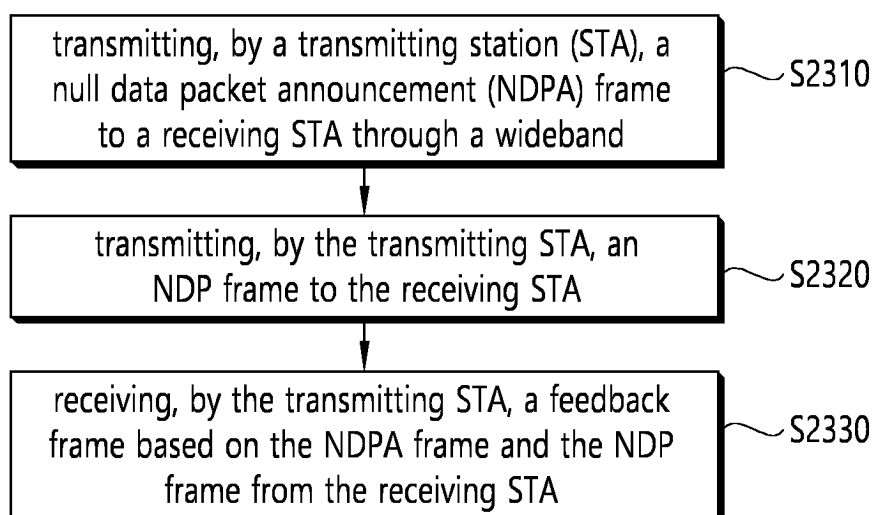 transmitting, by a transmitting station (STA), a
null data packet announcement (NDPA) frame
to a receiving STA through a wideband
S2310
transmitting, by the transmitting STA, an
NDP frame to the receiving STA
S2320
receiving, by the transmitting STA, a feedback
frame based on the NDPA frame and the NDP
frame from the receiving STA
S2330